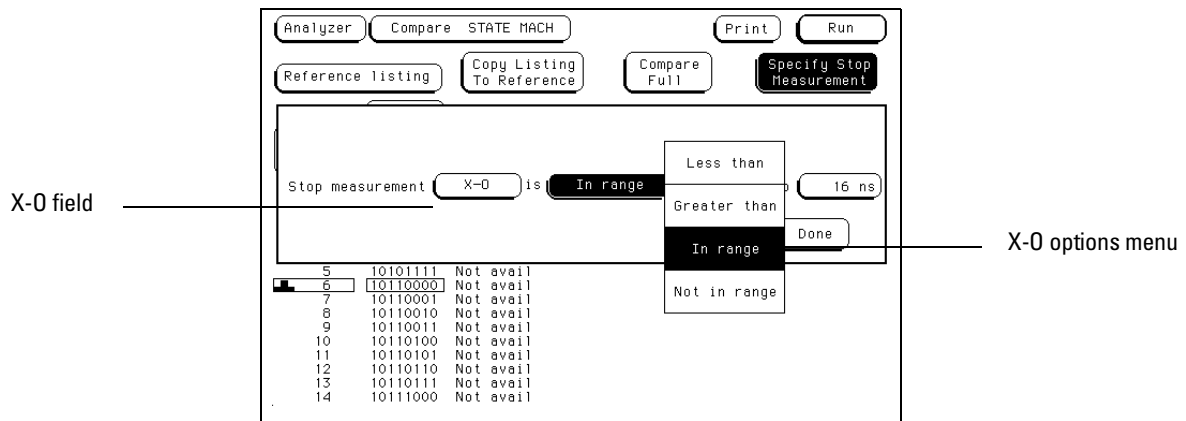 Analyzer Compare STATE MACH Print Run
Reference listing Copy Listing To Reference Compare Full Specify Stop Measurement
Less than
X-O field Stop measurement X-O is In range 16 ns
Greater than
Done
In range X-O options menu
Not in range
5 10101111 Not avail
6 10110000 Not avail
7 10110001 Not avail
8 10110010 Not avail
9 10110011 Not avail
10 10110100 Not avail
11 10110101 Not avail
12 10110110 Not avail
13 10110111 Not avail
14 10111000 Not avail